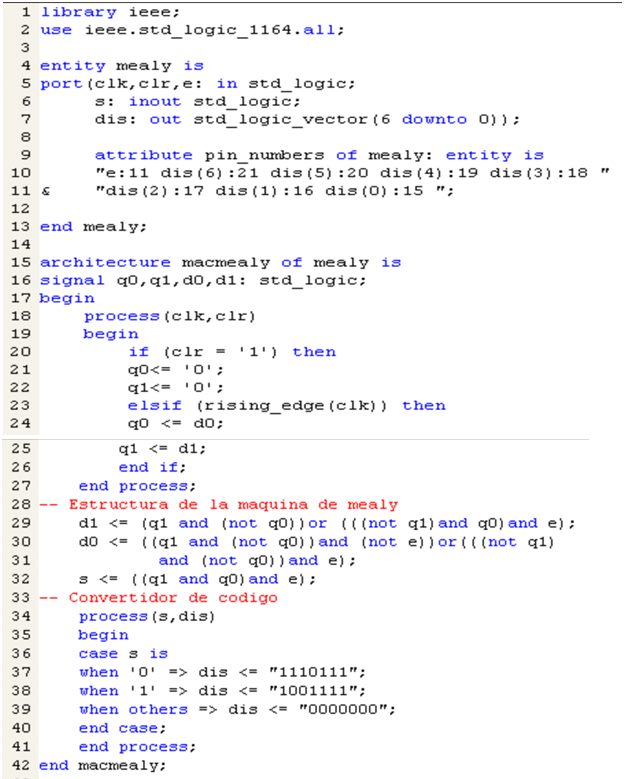 1 library ieee;
2 use ieee.std_logic_1164.all;
3
4 entity mealy is
5 port(clk,clr,e: in std_logic;
6 s: inout std_logic;
7 dis: out std_logic_vector(6 downto 0));
8
9 attribute pin_numbers of mealy: entity is
10 "e:11 dis(6):21 dis(5):20 dis(4):19 dis(3):18 "
11 & "dis(2):17 dis(1):16 dis(0):15 ";
12
13 end mealy;
14
15 architecture macmealy of mealy is
16 signal q0,q1,d0,d1: std_logic;
17 begin
18 process(clk,clr)
19 begin
20 if (clr = '1') then
21 q0<= '0';
22 q1<= '0';
23 elsif (rising_edge(clk)) then
24 q0 <= d0;
25 q1 <= d1;
26 end if;
27 end process;
28 -- Estructura de la maquina de mealy
29 d1 <= (q1 and (not q0))or (((not q1)and q0)and e);
30 d0 <= ((q1 and (not q0))and (not e))or(((not q1)
31 and (not q0))and e);
32 s <= ((q1 and q0)and e);
33 -- Convertidor de codigo
34 process(s,dis)
35 begin
36 case s is
37 when '0' => dis <= "1110111";
38 when '1' => dis <= "1001111";
39 when others => dis <= "0000000";
40 end case;
41 end process;
42 end macmealy;